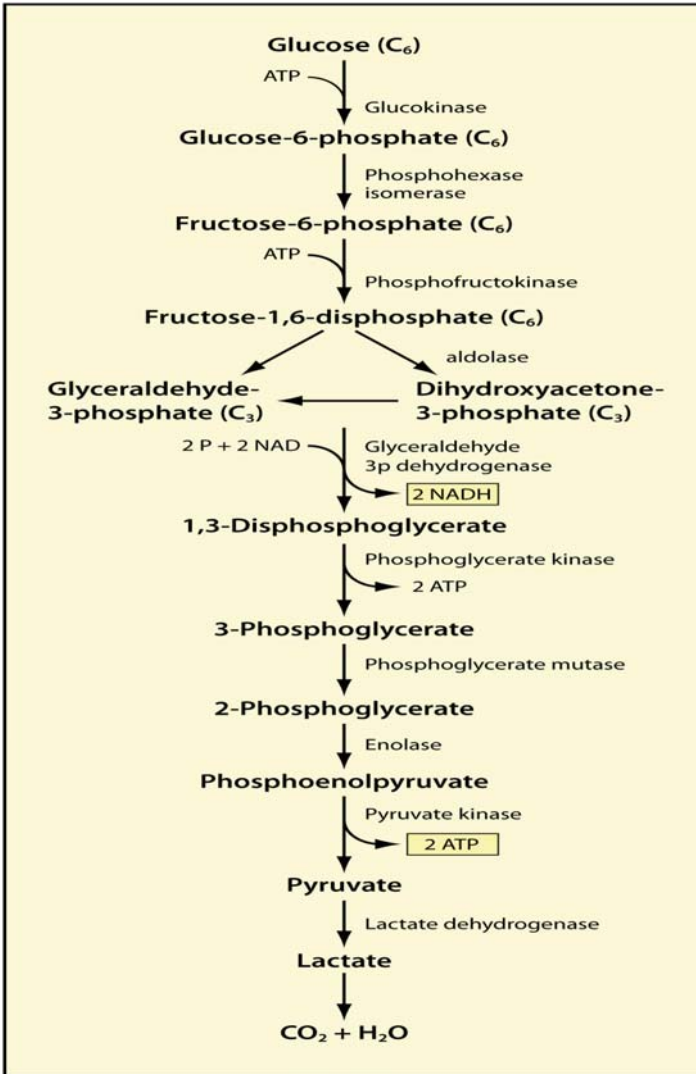 Glucose (C₆)
ATP
Glucokinase
Glucose-6-phosphate (C₆)
Phosphohexase
isomerase
Fructose-6-phosphate (C₆)
ATP
Phosphofructokinase
Fructose-1,6-disphosphate (C₆)
aldolase
Glyceraldehyde-
3-phosphate (C₃)
Dihydroxyacetone-
3-phosphate (C₃)
2 P + 2 NAD
Glyceraldehyde
3p dehydrogenase
2 NADH
1,3-Disphosphoglycerate
Phosphoglycerate kinase
2 ATP
3-Phosphoglycerate
Phosphoglycerate mutase
2-Phosphoglycerate
Enolase
Phosphoenolpyruvate
Pyruvate kinase
2 ATP
Pyruvate
Lactate dehydrogenase
Lactate
CO₂ + H₂O